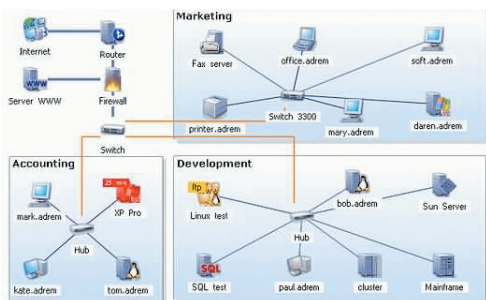 Marketing
Internet
Router
Fax server
office.adrem
soft.adrem
WWW
Server WWW
Firewall
Switch 3300
printer.adrem
mary.adrem
daren.adrem
Switch
Accounting
Development
mark.adrem
XP Pro
ftp
Linux test
bob.adrem
Sun Server
Hub
Hub
kate.adrem
tom.adrem
SQL
SQL test
paul.adrem
cluster
Mainframe